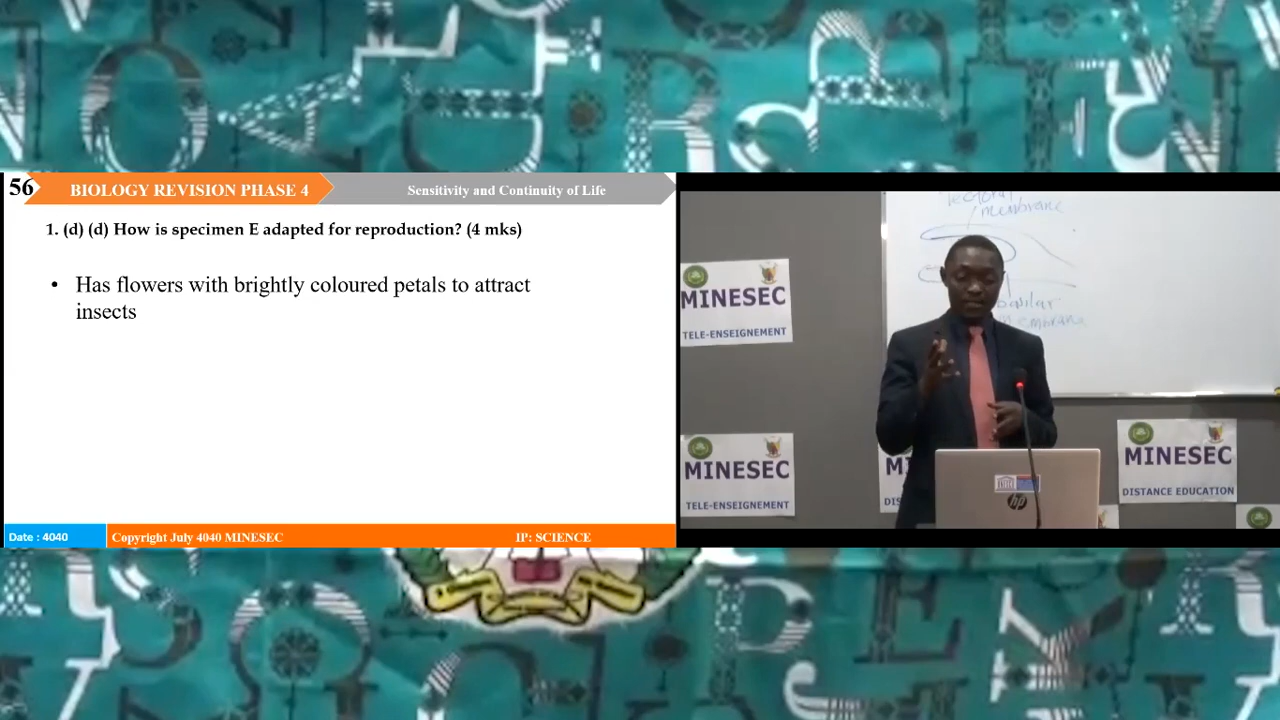 56
BIOLOGY REVISION PHASE 4
Sensitivity and Continuity of Life
1. (d) (d) How is specimen E adapted for reproduction? (4 mks)
• Has flowers with brightly coloured petals to attract
insects
Date : 4040
Copyright July 4040 MINESEC
IP: SCIENCE
membrane
MINESEC
TELE-ENSEIGNEMENT
MINESEC
TELE-ENSEIGNEMENT
MINESEC
DISTANCE EDUCATION
hp